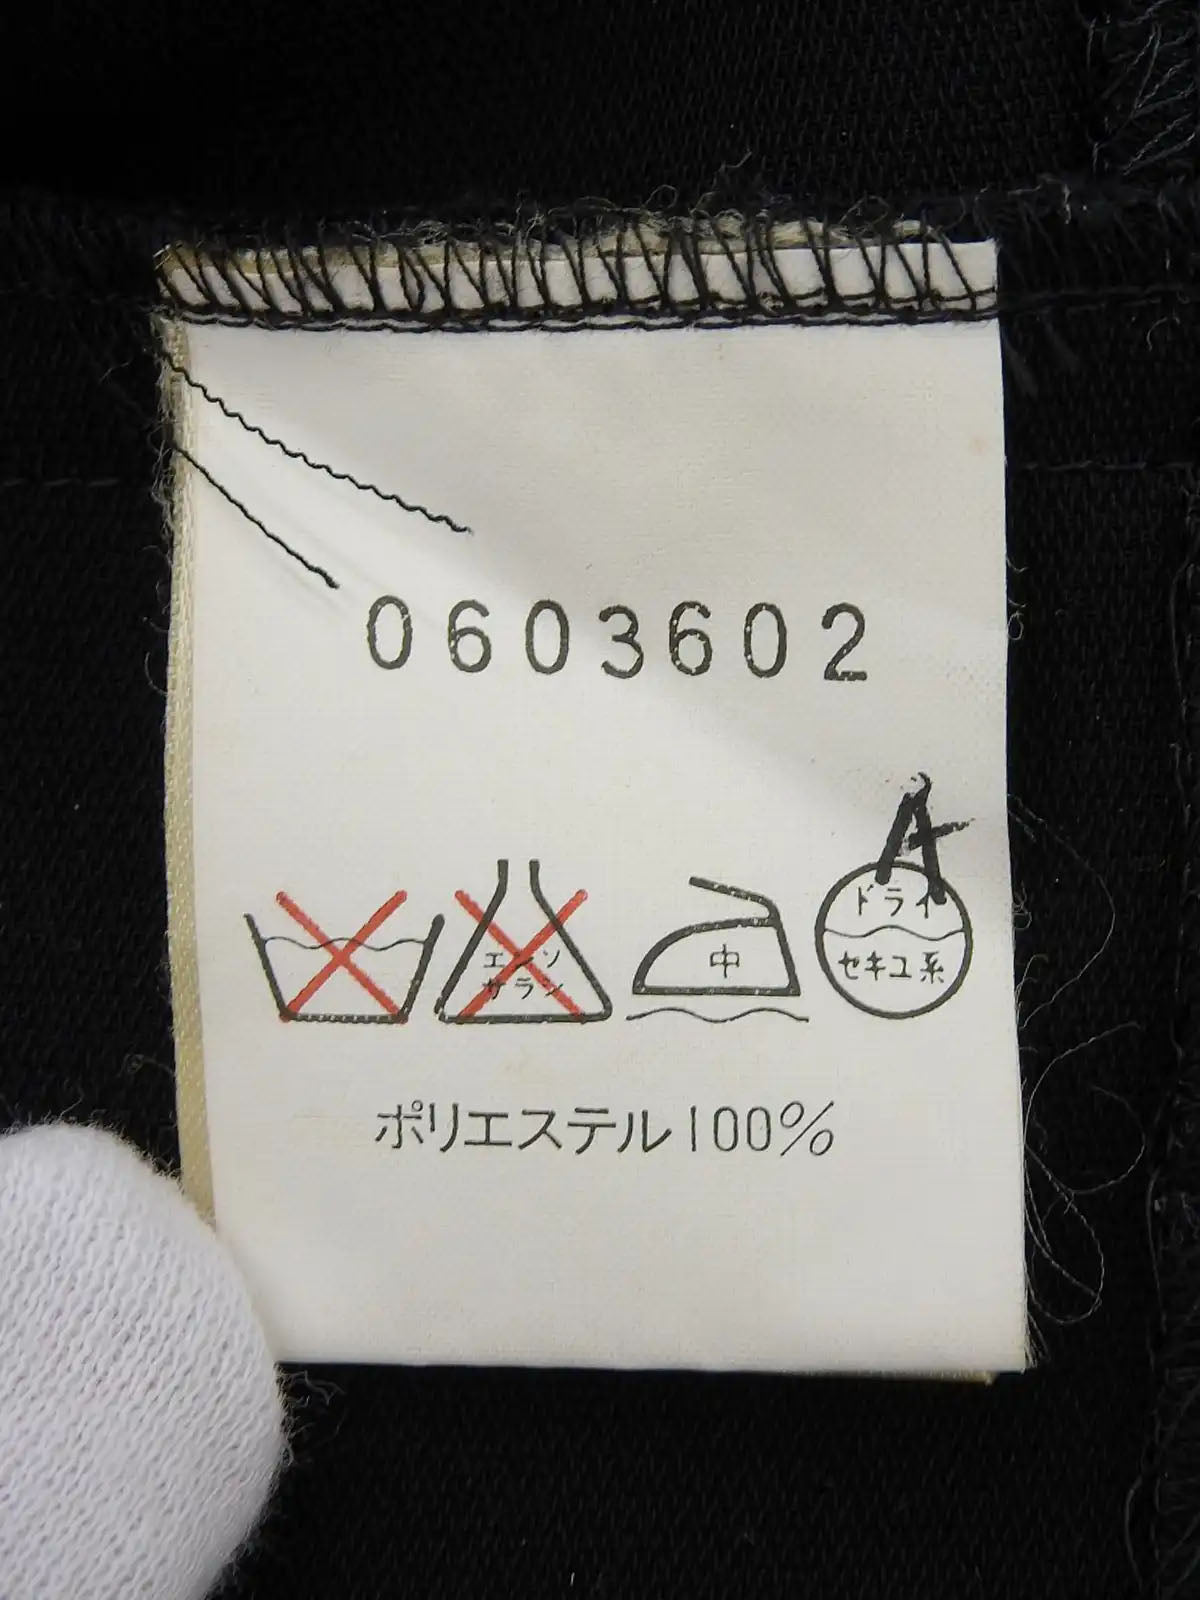 0603602
A
エンソ
サラシ
中
ドライ
セキユ系
ポリエステル100%